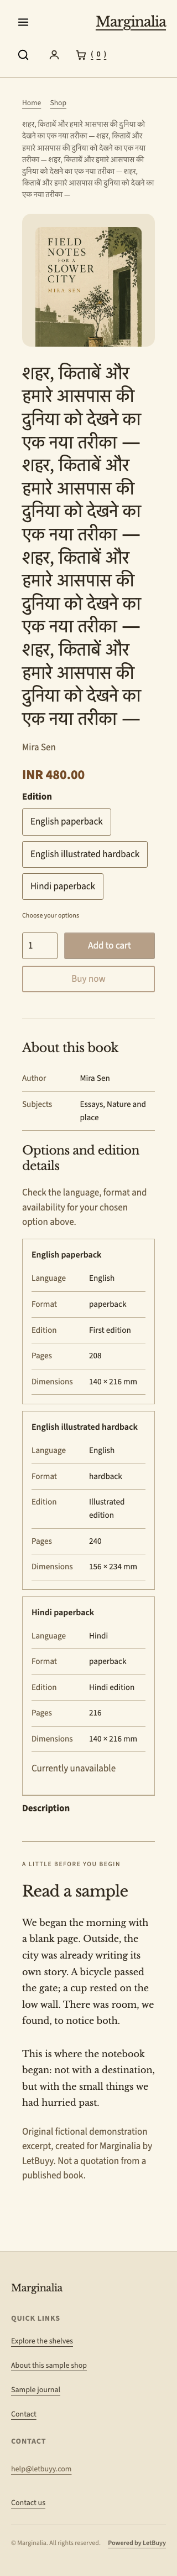 Marginalia
( 0 )
Home Shop
शहर, किताबें और हमारे आसपास की दुनिया को
देखने का एक नया तरीका — शहर, किताबें और
हमारे आसपास की दुनिया को देखने का एक नया
तरीका — शहर, किताबें और हमारे आसपास की
दुनिया को देखने का एक नया तरीका — शहर,
किताबें और हमारे आसपास की दुनिया को देखने का
एक नया तरीका —
FIELD
NOTES
FOR A
SLOWER
CITY
MIRA SEN
शहर, किताबें और
हमारे आसपास की
दुनिया को देखने का
एक नया तरीका —
शहर, किताबें और
हमारे आसपास की
दुनिया को देखने का
एक नया तरीका —
शहर, किताबें और
हमारे आसपास की
दुनिया को देखने का
एक नया तरीका —
शहर, किताबें और
हमारे आसपास की
दुनिया को देखने का
एक नया तरीका —
Mira Sen
INR 480.00
Edition
English paperback
English illustrated hardback
Hindi paperback
Choose your options
1 Add to cart
Buy now
About this book
Author Mira Sen
Subjects Essays, Nature and
place
Options and edition
details
Check the language, format and
availability for your chosen
option above.
English paperback
Language English
Format paperback
Edition First edition
Pages 208
Dimensions 140 × 216 mm
English illustrated hardback
Language English
Format hardback
Edition Illustrated
edition
Pages 240
Dimensions 156 × 234 mm
Hindi paperback
Language Hindi
Format paperback
Edition Hindi edition
Pages 216
Dimensions 140 × 216 mm
Currently unavailable
Description
A LITTLE BEFORE YOU BEGIN
Read a sample
We began the morning with
a blank page. Outside, the
city was already writing its
own story. A bicycle passed
the gate; a cup rested on the
low wall. There was room, we
found, to notice both.
This is where the notebook
began: not with a destination,
but with the small things we
had hurried past.
Original fictional demonstration
excerpt, created for Marginalia by
LetBuyy. Not a quotation from a
published book.
Marginalia
QUICK LINKS
Explore the shelves
About this sample shop
Sample journal
Contact
CONTACT
help@letbuyy.com
Contact us
© Marginalia. All rights reserved. Powered by LetBuyy